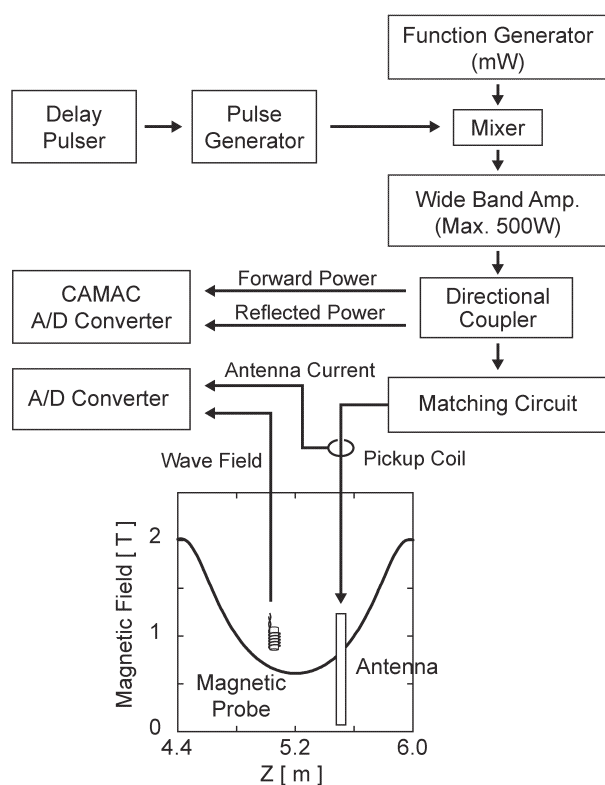 Function Generator
(mW)
Delay
Pulser
Pulse
Generator
Mixer
Wide Band Amp.
(Max. 500W)
CAMAC
A/D Converter
Forward Power
Reflected Power
Directional
Coupler
A/D Converter
Antenna Current
Matching Circuit
Wave Field
Pickup Coil
Magnetic Field [ T ]
2
1
0
Magnetic
Probe
Antenna
4.4
5.2
6.0
Z [ m ]